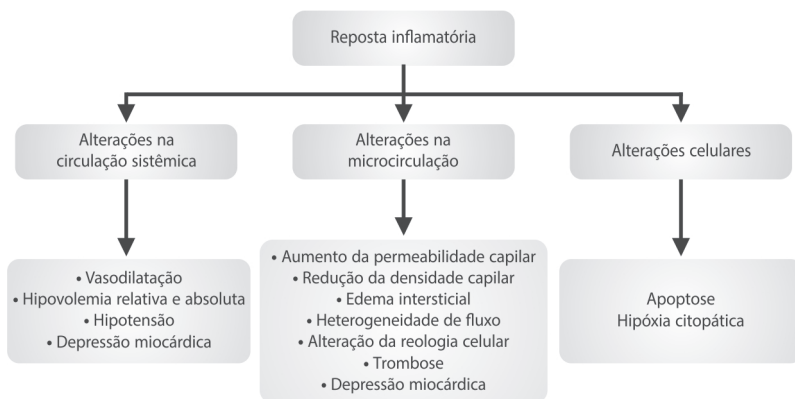 Reposta inflamatória
Alterações na
circulação sistêmica
Alterações na
microcirculação
Alterações celulares
• Vasodilatação
• Hipovolemia relativa e absoluta
• Hipotensão
• Depressão miocárdica
• Aumento da permeabilidade capilar
• Redução da densidade capilar
• Edema intersticial
• Heterogeneidade de fluxo
• Alteração da reologia celular
• Trombose
• Depressão miocárdica
Apoptose
Hipóxia citopática